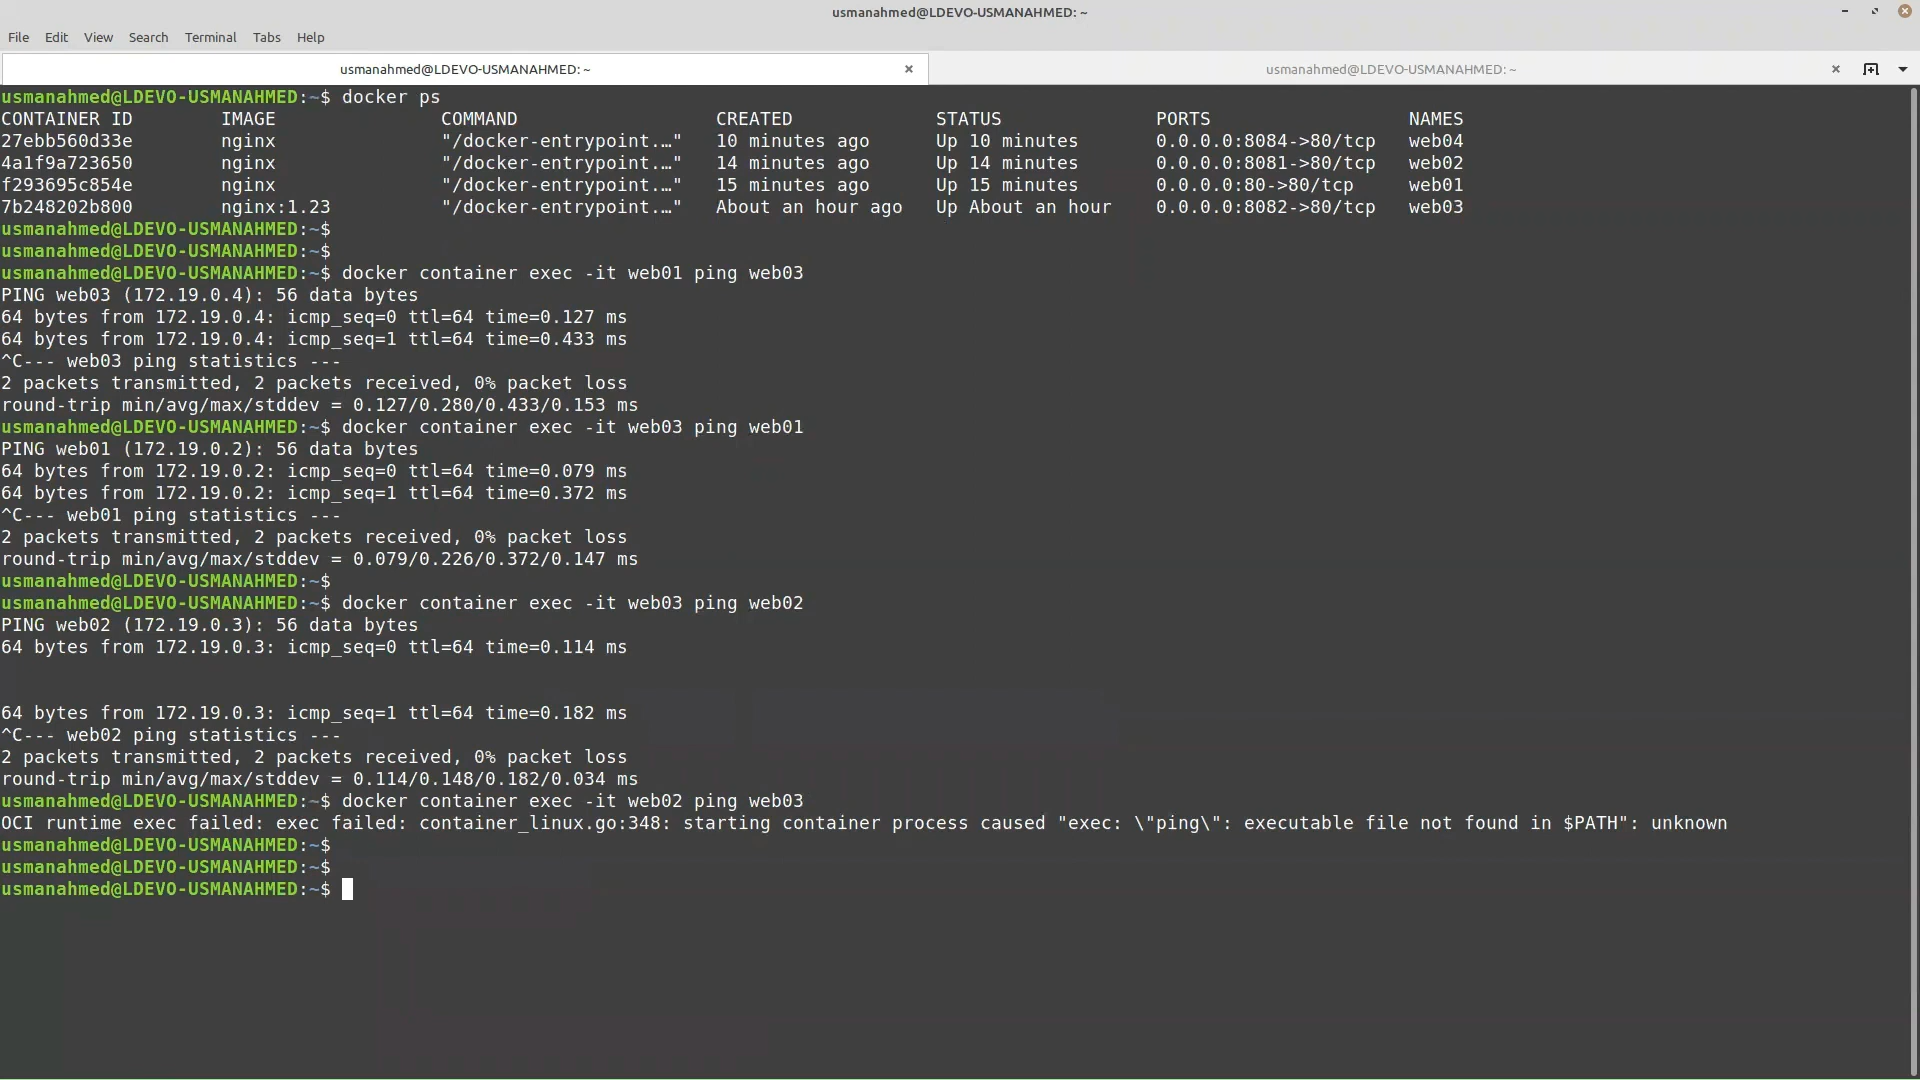 usmanahmed@LDEVO-USMANAHMED: ~
File Edit View Search Terminal Tabs Help
usmanahmed@LDEVO-USMANAHMED: ~ usmanahmed@LDEVO-USMANAHMED: ~
usmanahmed@LDEVO-USMANAHMED:~$ docker ps
CONTAINER ID IMAGE COMMAND CREATED STATUS PORTS NAMES
27ebb560d33e nginx "/docker-entrypoint.…" 10 minutes ago Up 10 minutes 0.0.0.0:8084->80/tcp web04
4a1f9a723650 nginx "/docker-entrypoint.…" 14 minutes ago Up 14 minutes 0.0.0.0:8081->80/tcp web02
f293695c854e nginx "/docker-entrypoint.…" 15 minutes ago Up 15 minutes 0.0.0.0:80->80/tcp web01
7b248202b800 nginx:1.23 "/docker-entrypoint.…" About an hour ago Up About an hour 0.0.0.0:8082->80/tcp web03
usmanahmed@LDEVO-USMANAHMED:~$
usmanahmed@LDEVO-USMANAHMED:~$
usmanahmed@LDEVO-USMANAHMED:~$ docker container exec -it web01 ping web03
PING web03 (172.19.0.4): 56 data bytes
64 bytes from 172.19.0.4: icmp_seq=0 ttl=64 time=0.127 ms
64 bytes from 172.19.0.4: icmp_seq=1 ttl=64 time=0.433 ms
^C--- web03 ping statistics ---
2 packets transmitted, 2 packets received, 0% packet loss
round-trip min/avg/max/stddev = 0.127/0.280/0.433/0.153 ms
usmanahmed@LDEVO-USMANAHMED:~$ docker container exec -it web03 ping web01
PING web01 (172.19.0.2): 56 data bytes
64 bytes from 172.19.0.2: icmp_seq=0 ttl=64 time=0.079 ms
64 bytes from 172.19.0.2: icmp_seq=1 ttl=64 time=0.372 ms
^C--- web01 ping statistics ---
2 packets transmitted, 2 packets received, 0% packet loss
round-trip min/avg/max/stddev = 0.079/0.226/0.372/0.147 ms
usmanahmed@LDEVO-USMANAHMED:~$
usmanahmed@LDEVO-USMANAHMED:~$ docker container exec -it web03 ping web02
PING web02 (172.19.0.3): 56 data bytes
64 bytes from 172.19.0.3: icmp_seq=0 ttl=64 time=0.114 ms
64 bytes from 172.19.0.3: icmp_seq=1 ttl=64 time=0.182 ms
^C--- web02 ping statistics ---
2 packets transmitted, 2 packets received, 0% packet loss
round-trip min/avg/max/stddev = 0.114/0.148/0.182/0.034 ms
usmanahmed@LDEVO-USMANAHMED:~$ docker container exec -it web02 ping web03
OCI runtime exec failed: exec failed: container_linux.go:348: starting container process caused "exec: \"ping\": executable file not found in $PATH": unknown
usmanahmed@LDEVO-USMANAHMED:~$
usmanahmed@LDEVO-USMANAHMED:~$
usmanahmed@LDEVO-USMANAHMED:~$